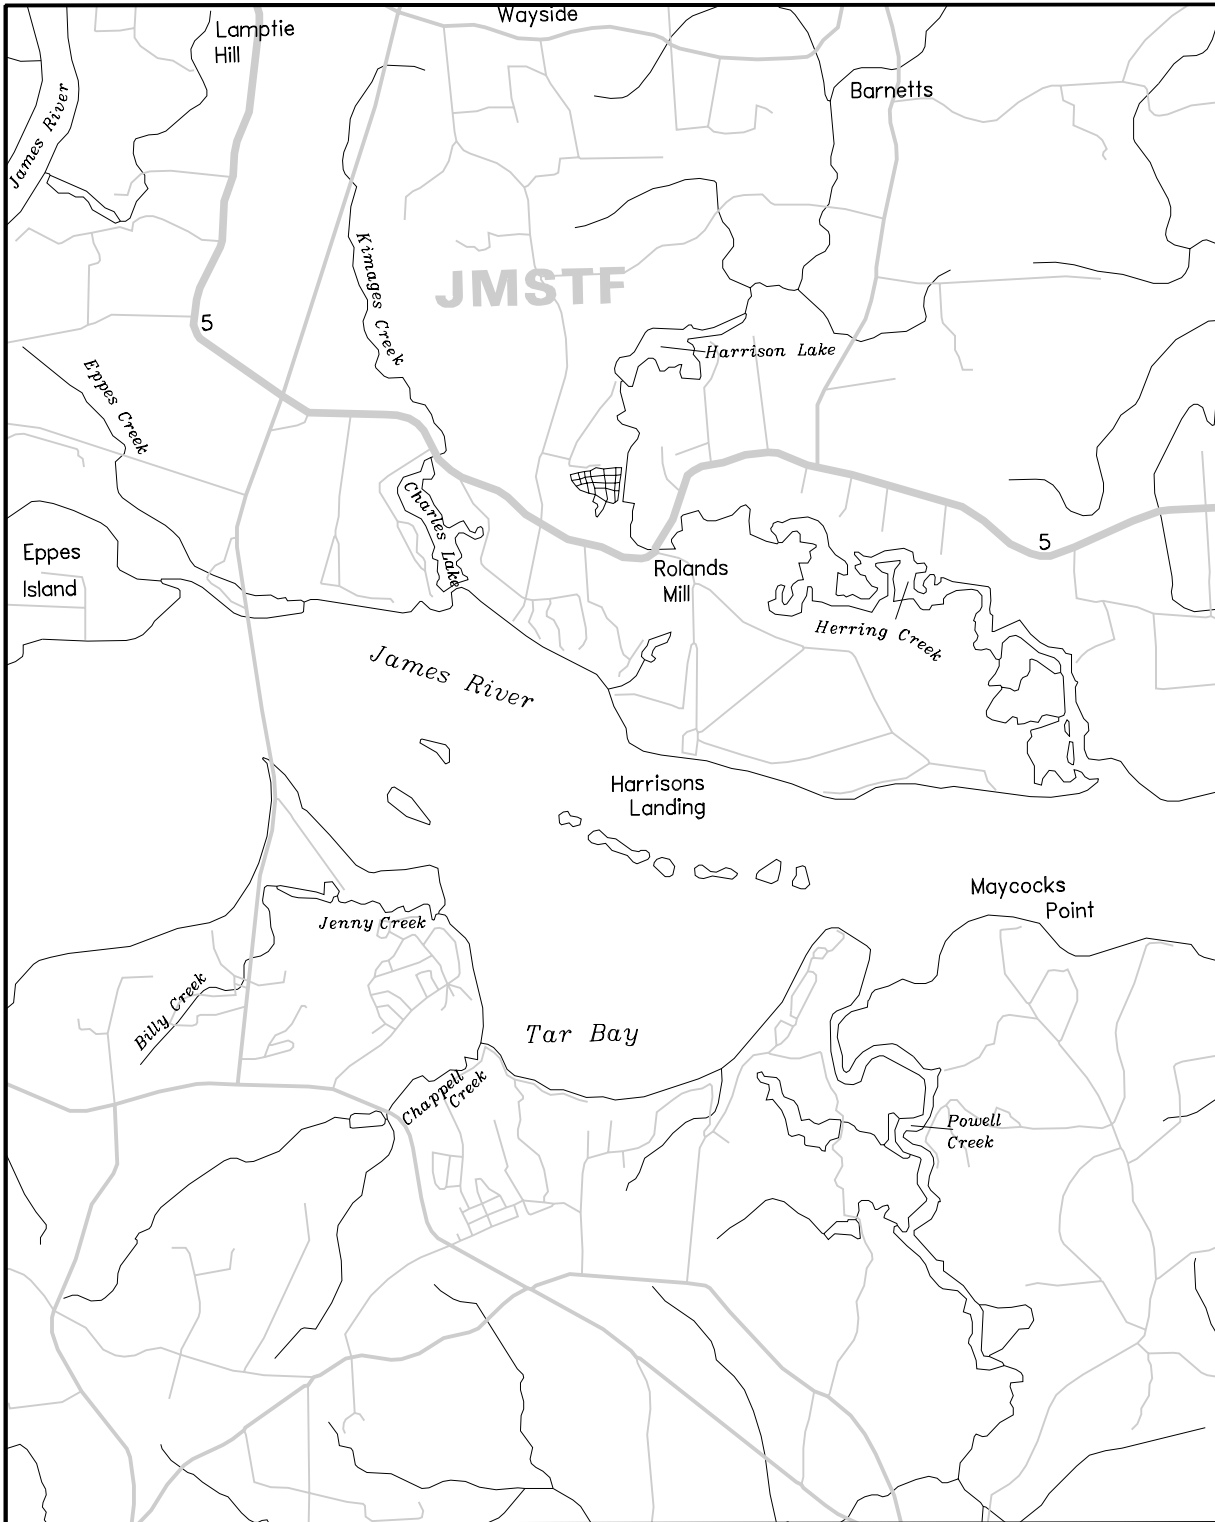 Wayside
Lamptie
Hill
James River
Barnetts
Kimages Creek
JMSTF
5
Harrison Lake
Eppes Creek
Charles Lake
5
Eppes
Island
Rolands
Mill
Herring Creek
James River
Harrisons
Landing
Maycocks
Point
Jenny Creek
Billy Creek
Tar Bay
Chappell
Creek
Powell
Creek